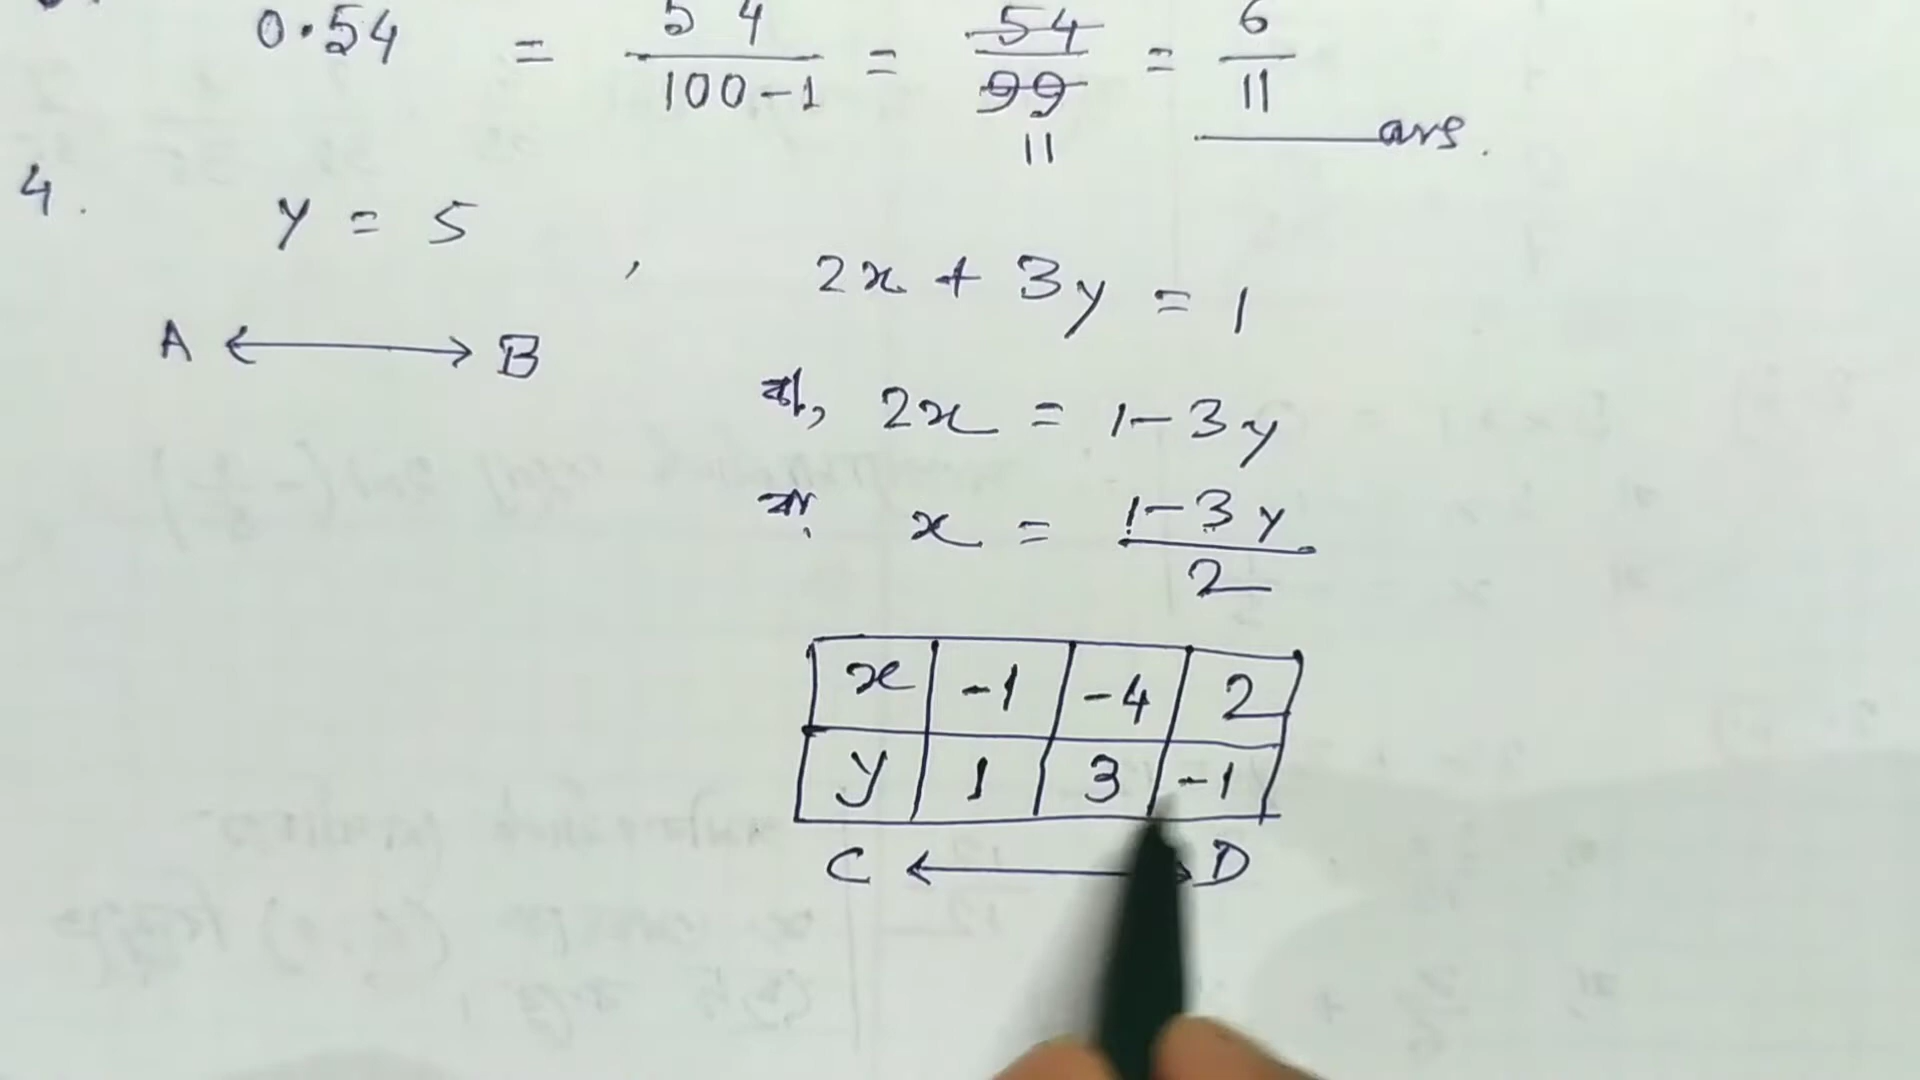 0.54 = 54/100-1 = 54/99 = 6/11 ans.
11
4. y = 5 , 2x + 3y = 1
A ↔ B
বা, 2x = 1-3y
বা, x = 1-3y/2
x -1 -4 2
y 1 3 -1
C ↔ D